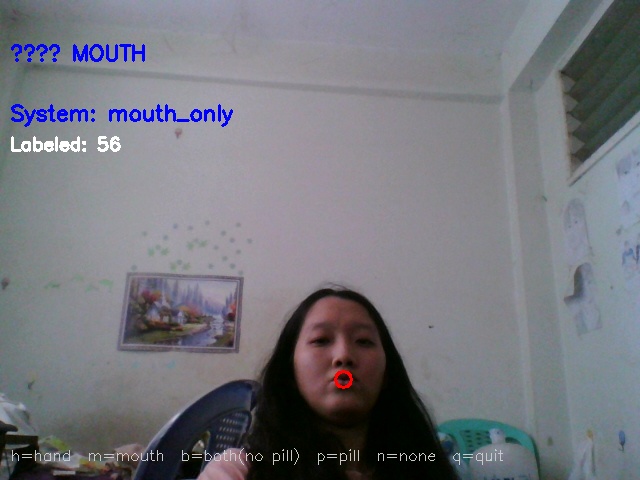 ???? MOUTH
System: mouth_only
Labeled: 56
h=hand m=mouth b=both(no pill) p=pill n=none q=quit